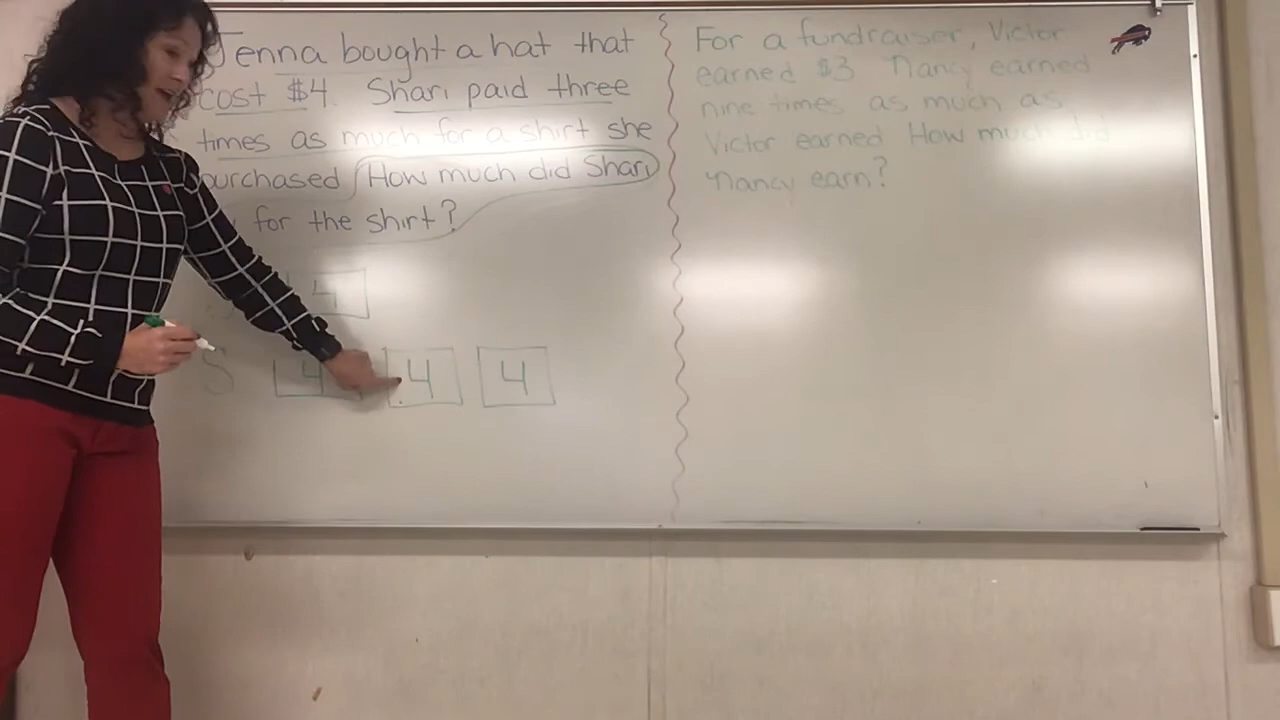 Jenna bought a hat that
cost $4. Shari paid three
times as much for a shirt she
purchased How much did Shari
for the shirt?
4
S 4 4 4
For a fundraiser, Victor
earned $3 Nancy earned
nine times as much as
Victor earned How much did
Nancy earn?